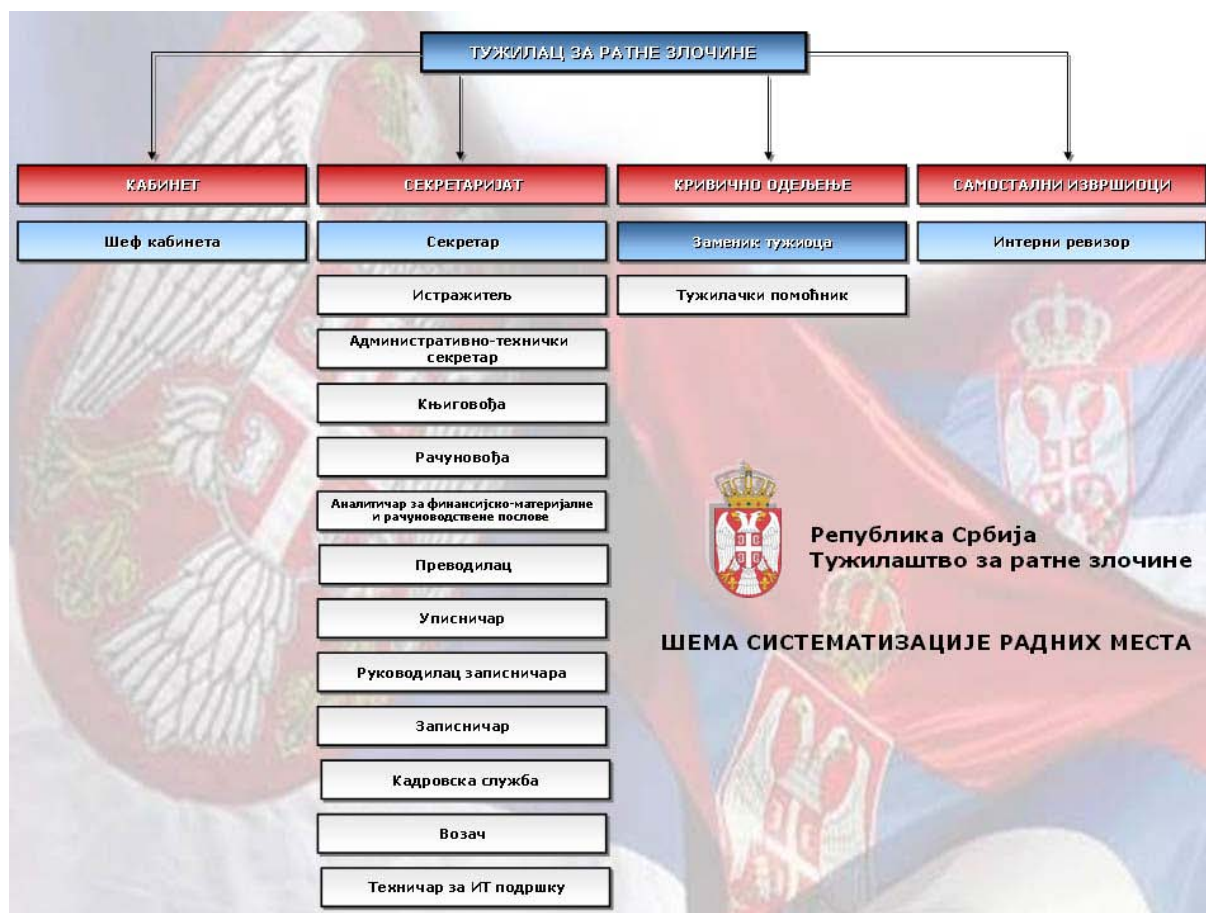 ТУЖИЛАЦ ЗА РАТНЕ ЗЛОЧИНЕ
КАБИНЕТ
Шеф кабинета
СЕКРЕТАРИЈАТ
Секретар
Истражитељ
Административно-технички
секретар
Књиговођа
Рачуновођа
Аналитичар за финансијско-материјалне
и рачуноводствене послове
Преводилац
Уписничар
Руководилац записничара
Записничар
Кадровска служба
Возач
Техничар за ИТ подршку
КРИВИЧНО ОДЕЉЕЊЕ
Заменик тужиоца
Тужилачки помоћник
САМОСТАЛНИ ИЗВРШИОЦИ
Интерни ревизор
Република Србија
Тужилаштво за ратне злочине
ШЕМА СИСТЕМАТИЗАЦИЈЕ РАДНИХ МЕСТА